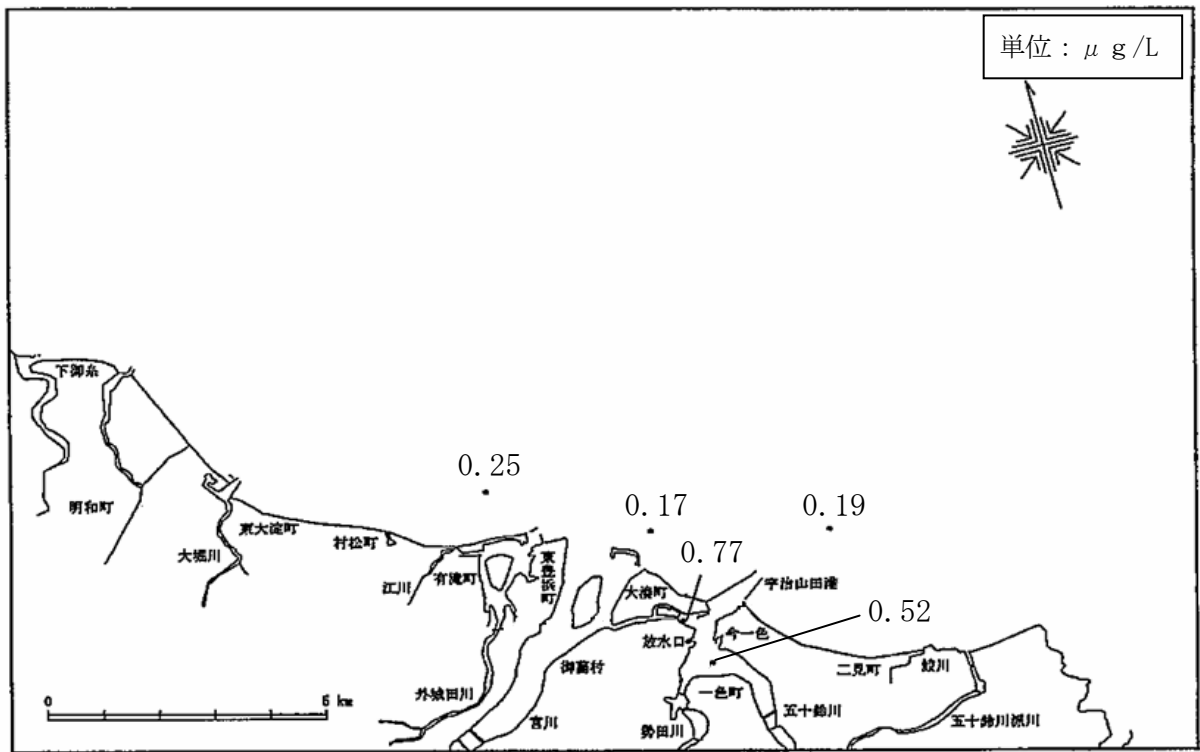 単位：μｇ/L
下御糸
0.25
0.17
0.19
明和町
東大淀町
村松町
0.77
大堀川
江川
有滝町
東豊浜町
大湊町
宇治山田港
0.52
放水口
今一色
二見町
鮫川
御薗村
外城田川
宮川
一色町
勢田川
五十鈴川
五十鈴川派川
0
5 km